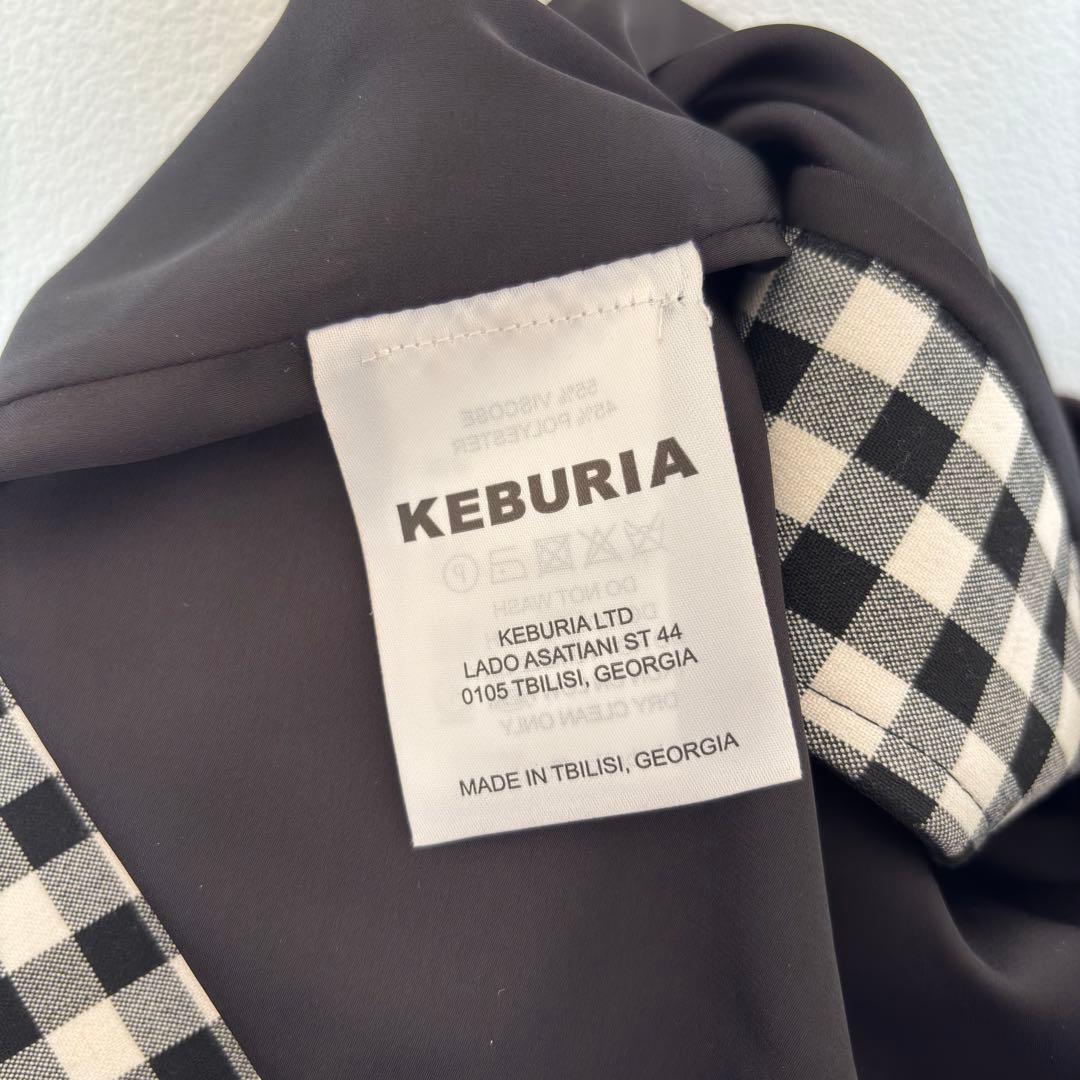 55% VISCOSE
45% POLYESTER
KEBURIA
P
DO NOT WASH
KEBURIA LTD
LADO ASATIANI ST 44
0105 TBILISI, GEORGIA
DRY CLEAN ONLY
MADE IN TBILISI, GEORGIA